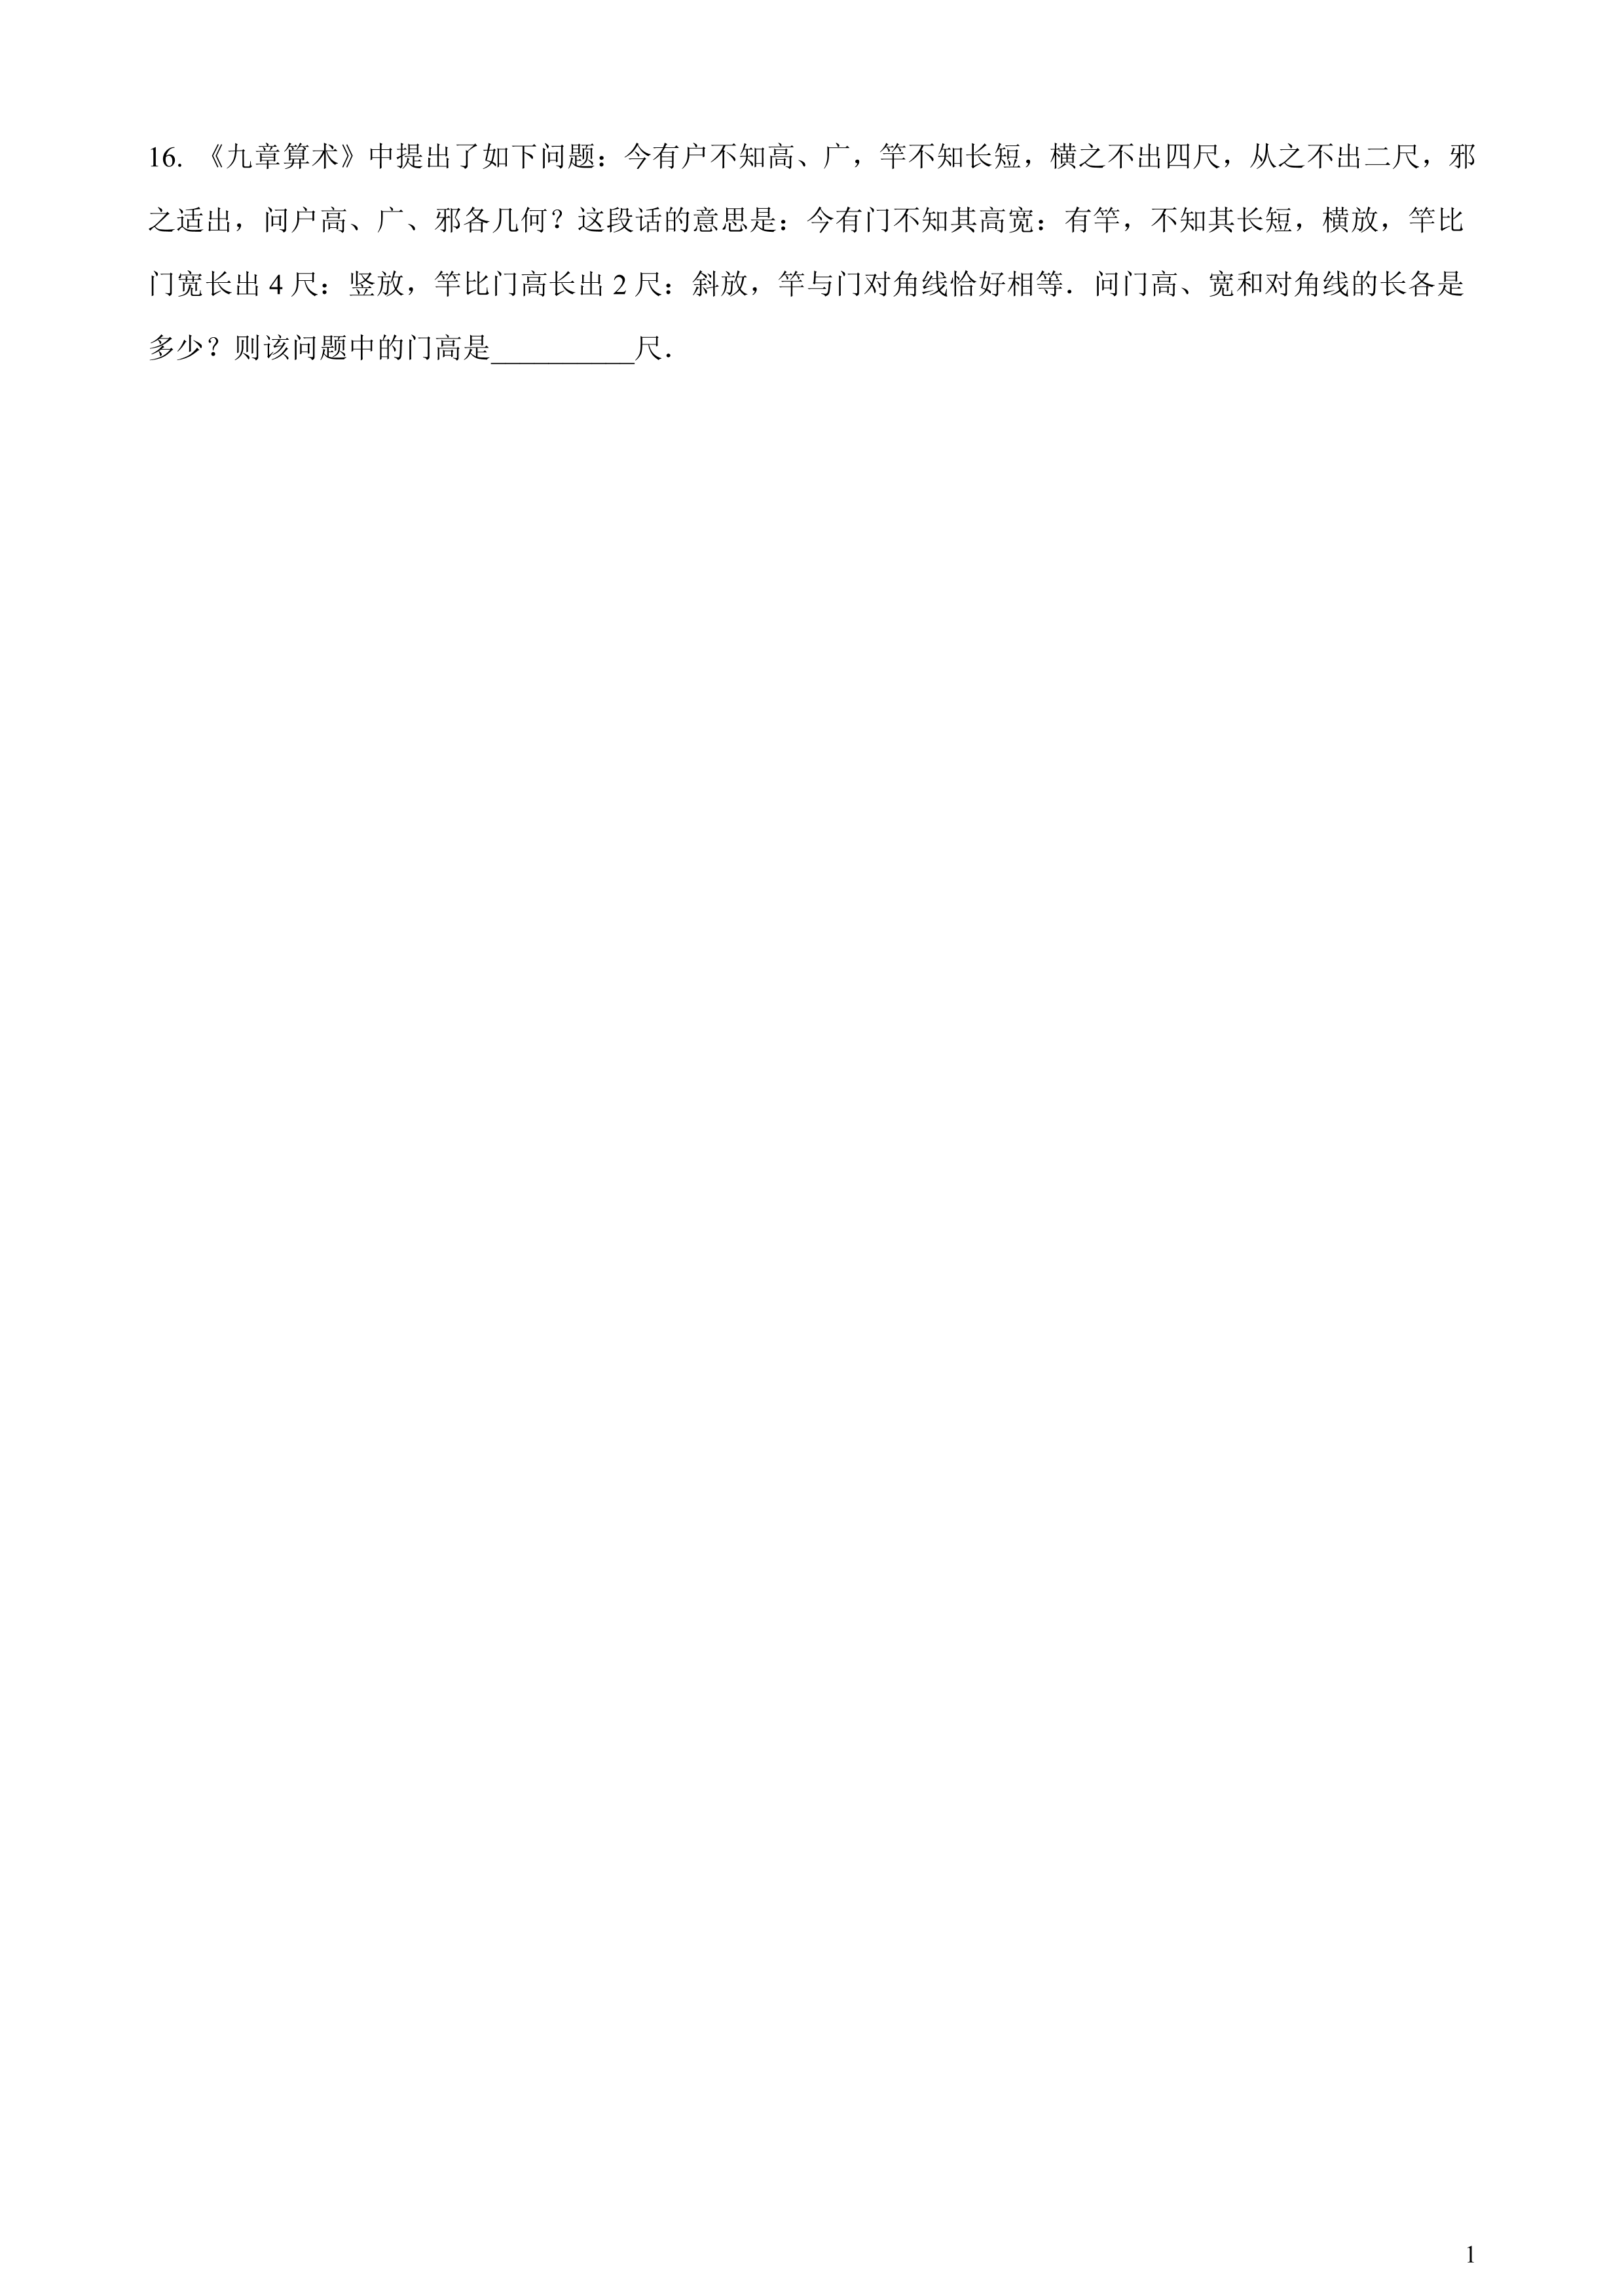 16. 《九章算术》中提出了如下问题：今有户不知高、广，竿不知长短，横之不出四尺，从之不出二尺，邪
之适出，问户高、广、邪各几何？这段话的意思是：今有门不知其高宽：有竿，不知其长短，横放，竿比
门宽长出 4 尺：竖放，竿比门高长出 2 尺：斜放，竿与门对角线恰好相等．问门高、宽和对角线的长各是
多少？则该问题中的门高是__________尺．
1